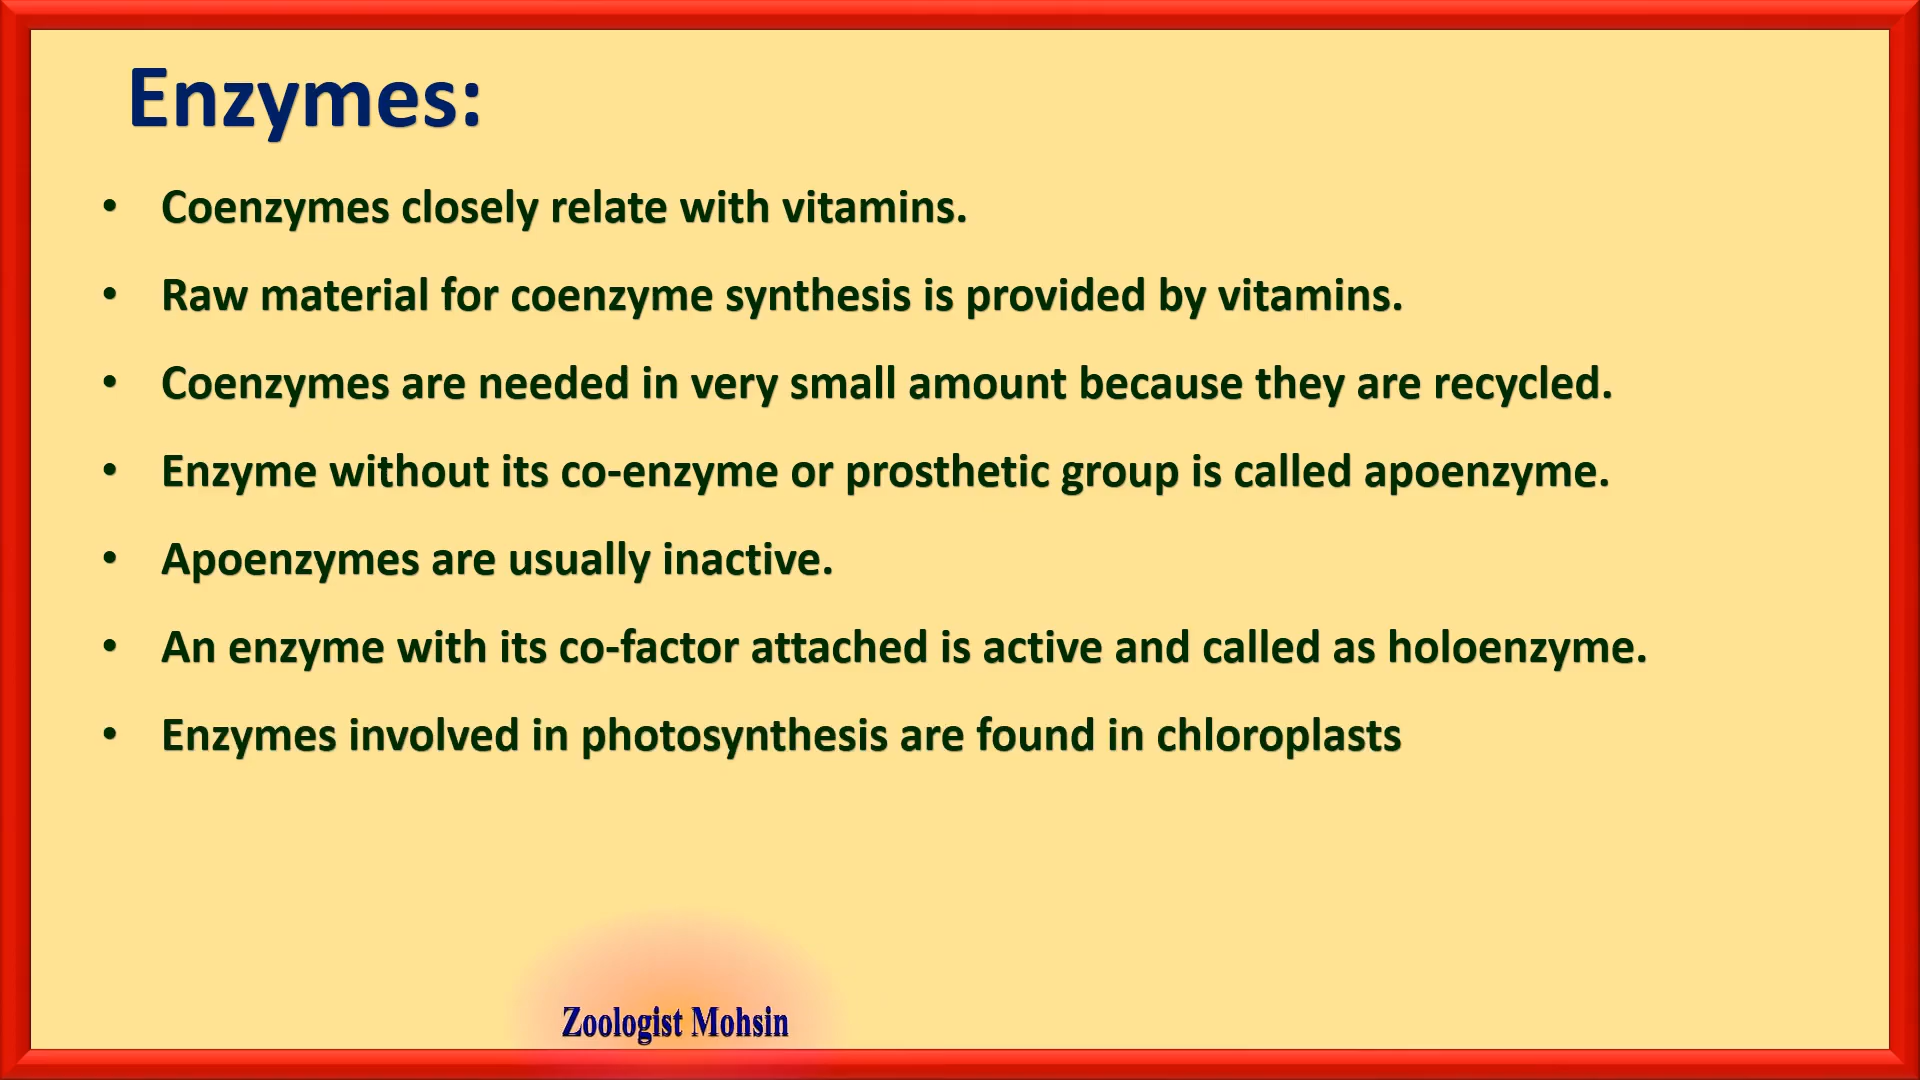 Enzymes:
• Coenzymes closely relate with vitamins.
• Raw material for coenzyme synthesis is provided by vitamins.
• Coenzymes are needed in very small amount because they are recycled.
• Enzyme without its co-enzyme or prosthetic group is called apoenzyme.
• Apoenzymes are usually inactive.
• An enzyme with its co-factor attached is active and called as holoenzyme.
• Enzymes involved in photosynthesis are found in chloroplasts
Zoologist Mohsin